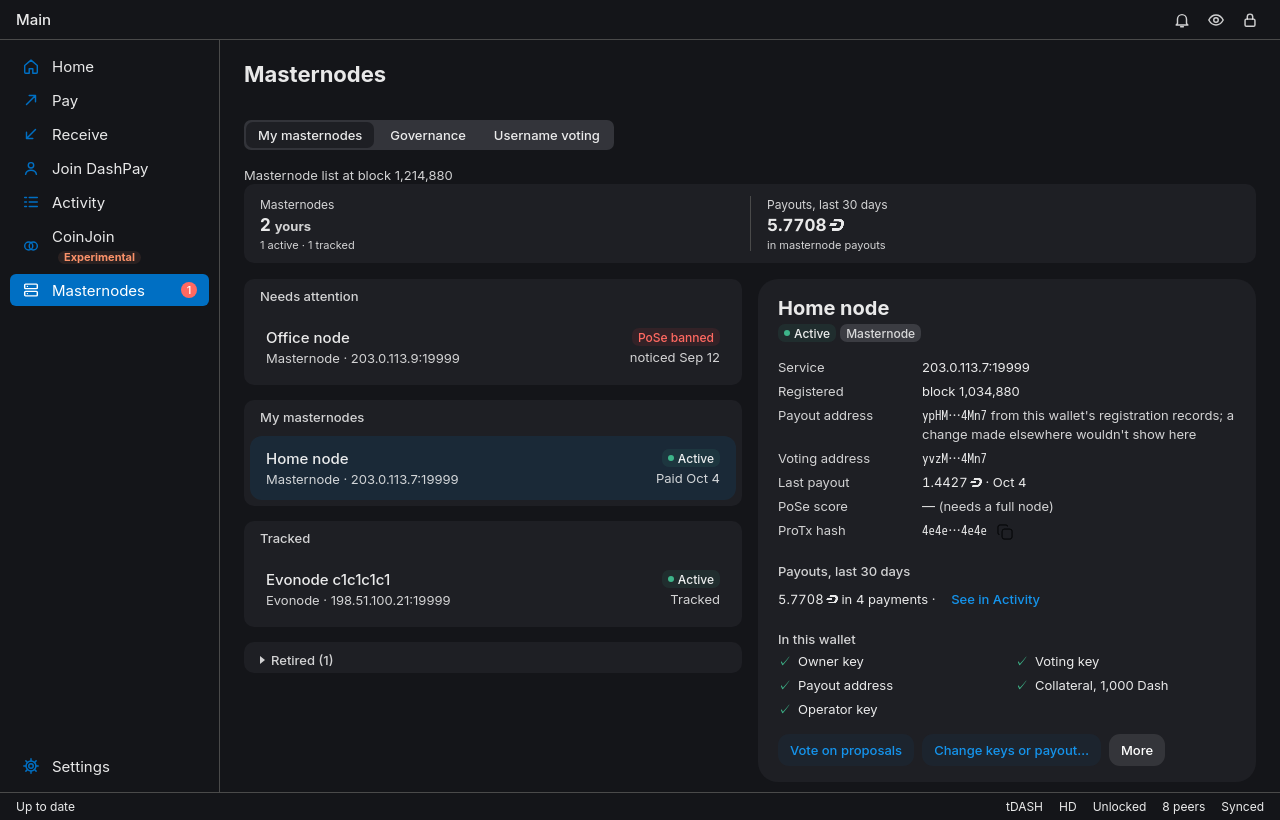 Main
Home
Pay
Receive
Join DashPay
Activity
CoinJoin
Experimental
Masternodes 1
Settings
Masternodes
My masternodes Governance Username voting
Masternode list at block 1,214,880
Masternodes
2 yours
1 active · 1 tracked
Payouts, last 30 days
5.7708
in masternode payouts
Needs attention
Office node PoSe banned
Masternode · 203.0.113.9:19999 noticed Sep 12
My masternodes
Home node Active
Masternode · 203.0.113.7:19999 Paid Oct 4
Tracked
Evonode c1c1c1c1 Active
Evonode · 198.51.100.21:19999 Tracked
Retired (1)
Home node
Active Masternode
Service 203.0.113.7:19999
Registered block 1,034,880
Payout address ypHM⋯4Mn7 from this wallet's registration records; a
change made elsewhere wouldn't show here
Voting address yvzM⋯4Mn7
Last payout 1.4427 · Oct 4
PoSe score — (needs a full node)
ProTx hash 4e4e⋯4e4e
Payouts, last 30 days
5.7708 in 4 payments · See in Activity
In this wallet
✓ Owner key ✓ Voting key
✓ Payout address ✓ Collateral, 1,000 Dash
✓ Operator key
Vote on proposals Change keys or payout… More
Up to date tDASH HD Unlocked 8 peers Synced